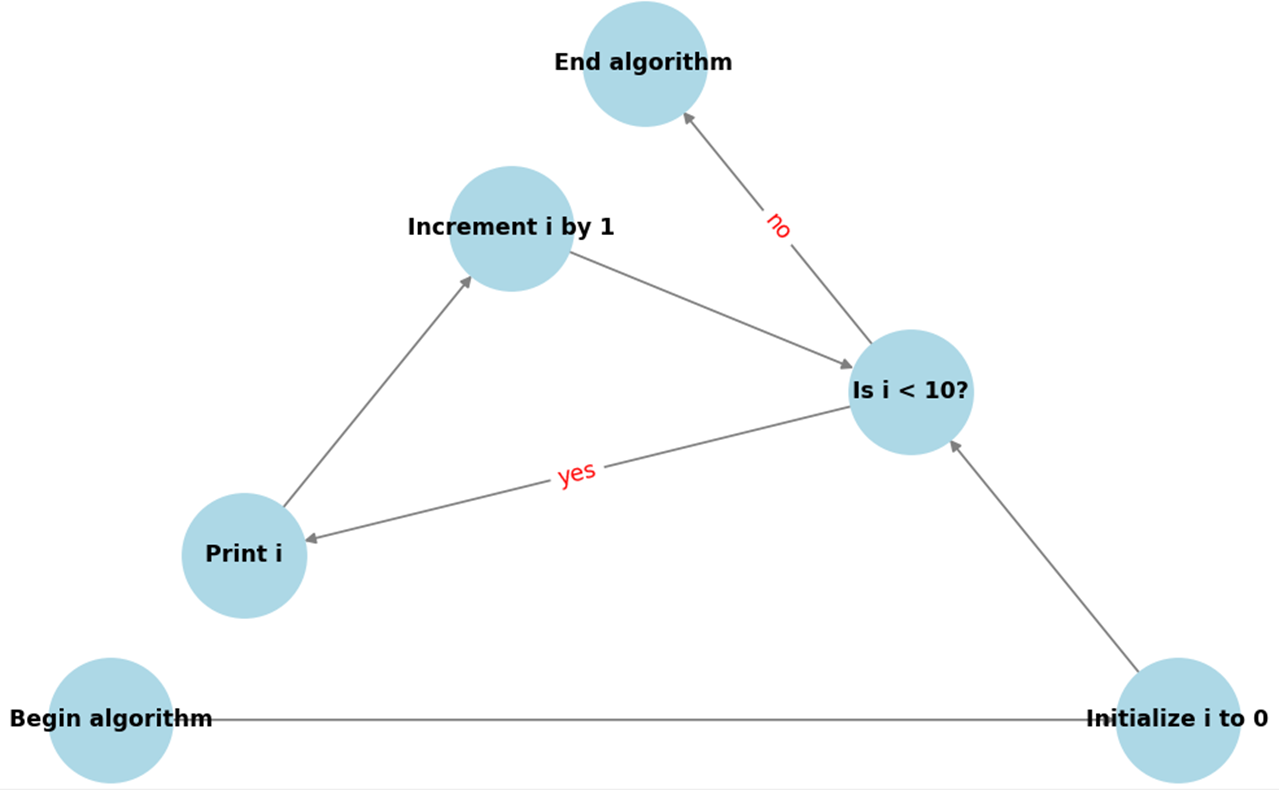 End algorithm
Increment i by 1
no
Is i < 10?
yes
Print i
Begin algorithm
Initialize i to 0